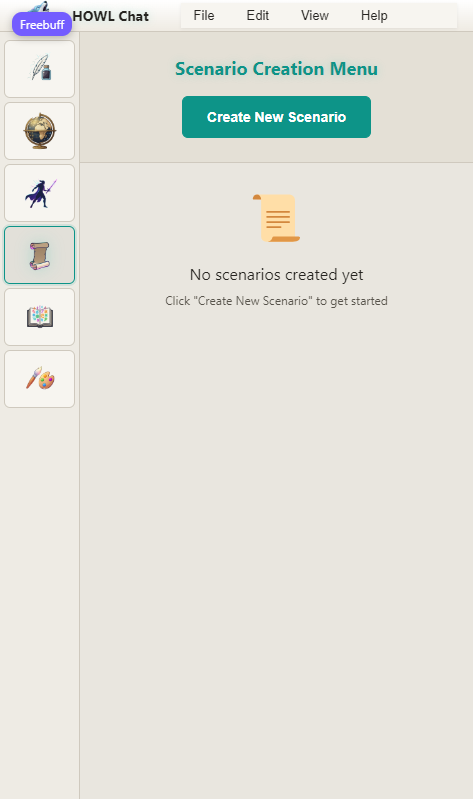 HOWL Chat
File Edit View Help
Freebuff
Scenario Creation Menu
Create New Scenario
No scenarios created yet
Click "Create New Scenario" to get started